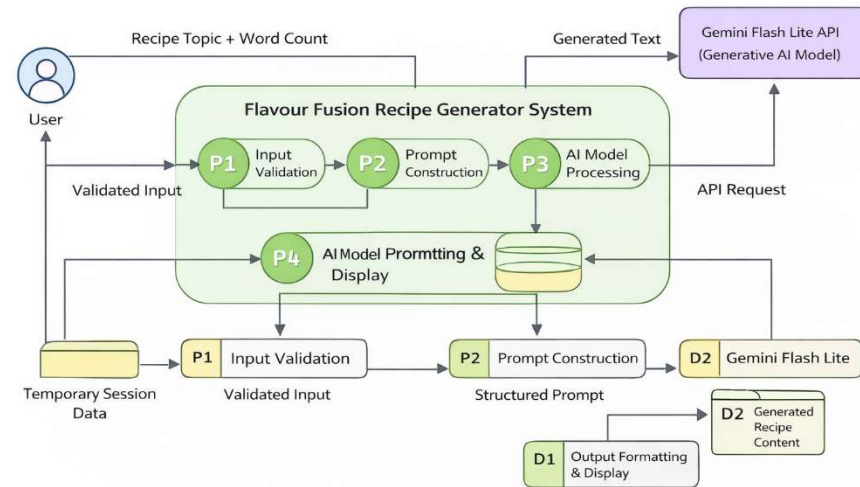 Recipe Topic + Word Count
Generated Text
Gemini Flash Lite API
(Generative AI Model)
User
Flavour Fusion Recipe Generator System
P1
Input
Validation
P2
Prompt
Construction
P3
AI Model
Processing
Validated Input
API Request
P4
AI Model Prormtting &
Display
P1
Input Validation
P2
Prompt Construction
D2
Gemini Flash Lite
Temporary Session
Data
Validated Input
Structured Prompt
D2
Generated
Recipe
Content
D1
Output Formatting
& Display